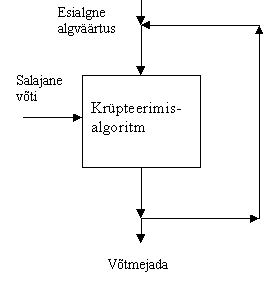 Esialgne
algväärtus
Salajane
võti
Krüpteerimis-
algoritm
Võtmejada